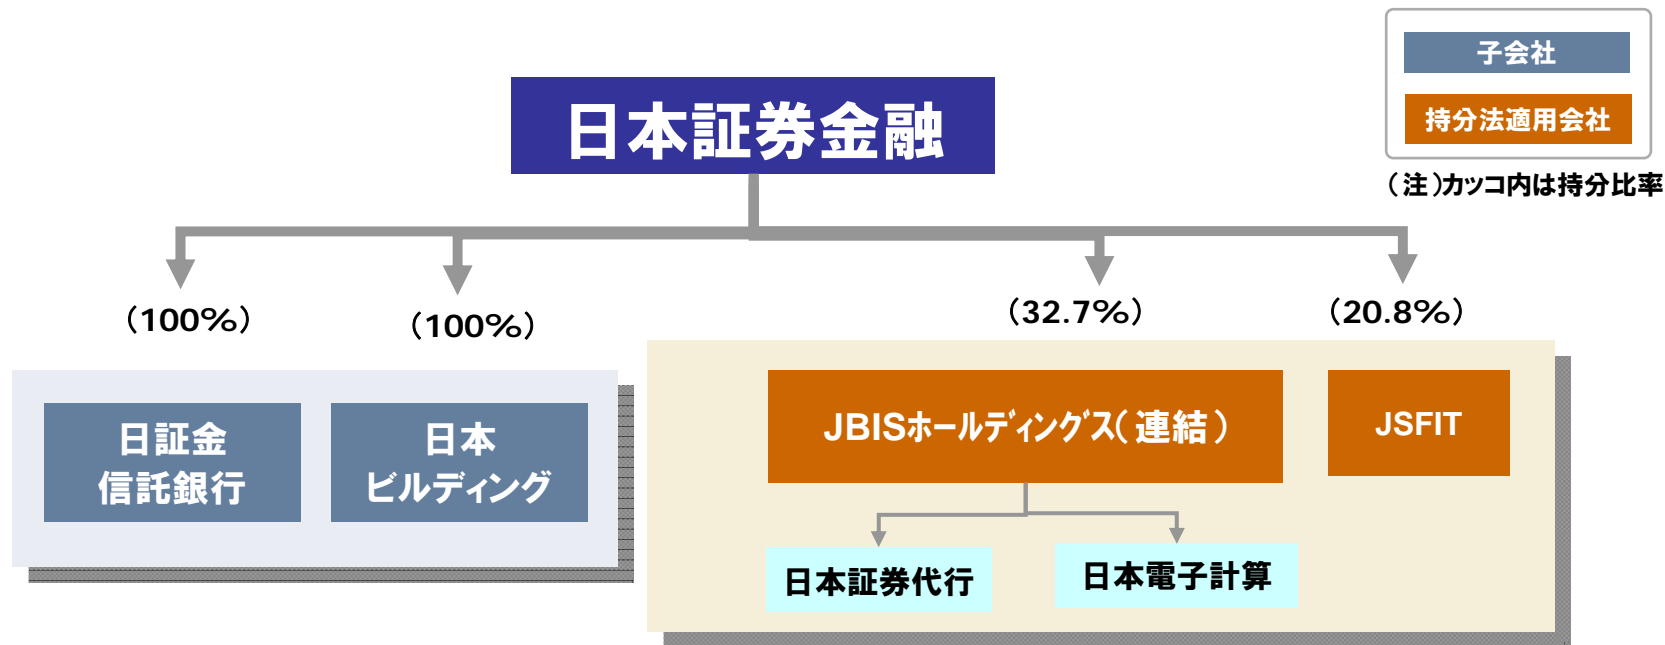 子会社
持分法適用会社
（注）カッコ内は持分比率
日本証券金融
（100%）
（100%）
（32.7%）
（20.8%）
日証金
信託銀行
日本
ビルディング
JBISホールディングス（連結）
JSFIT
日本証券代行
日本電子計算